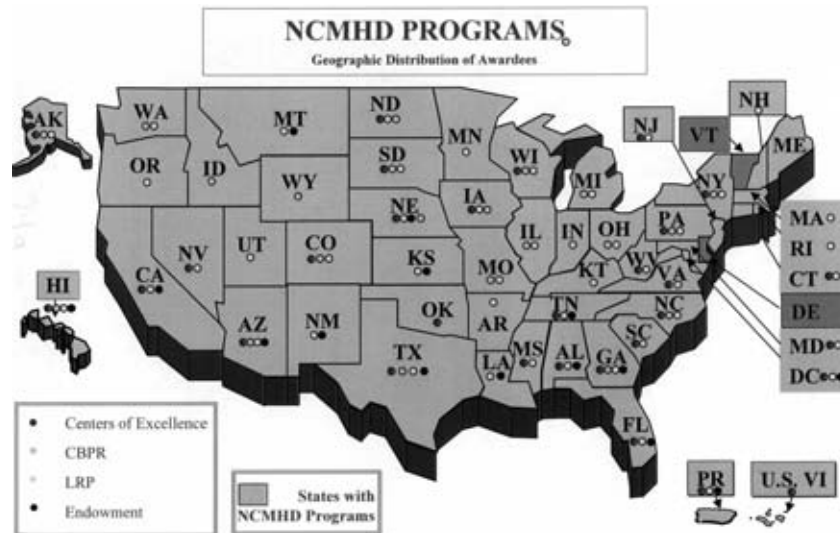 NCMHD PROGRAMS
Geographic Distribution of Awardees
AK
WA
MT
ND
MN
NJ
VT
NH
ME
OR
ID
WY
SD
WI
MI
NY
MA
RI
CT
DE
MD
DC
NE
IA
PA
NV
UT
CO
KS
MO
IL
IN
OH
WV
VA
KT
CA
HI
AZ
NM
OK
AR
TN
NC
SC
TX
LA
MS
AL
GA
FL
PR
U.S. VI
Centers of Excellence
CBPR
LRP
Endowment
States with
NCMHD Programs